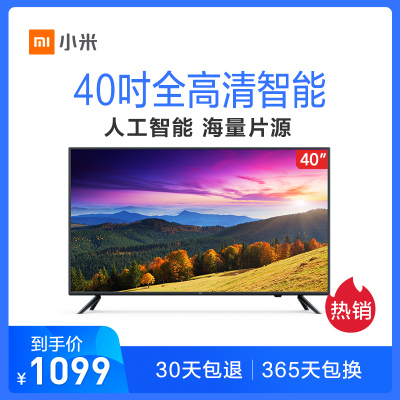 mi 小米
40吋全高清智能
人工智能 海量片源
40"
热销
到手价
¥1099
30天包退 | 365天包换